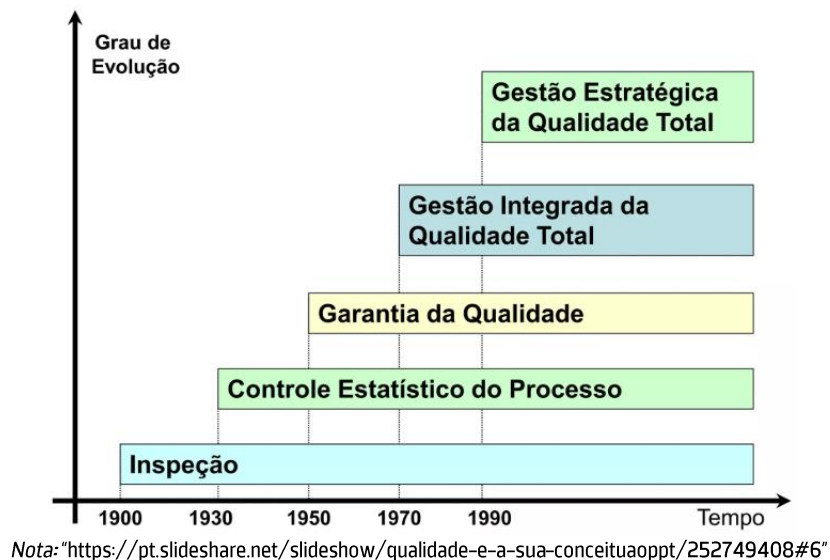 Grau de
Evolução
Gestão Estratégica
da Qualidade Total
Gestão Integrada da
Qualidade Total
Garantia da Qualidade
Controle Estatístico do Processo
Inspeção
1900 1930 1950 1970 1990 Tempo
Nota: "https://pt.slideshare.net/slideshow/qualidade-e-a-sua-conceituaoppt/252749408#6"